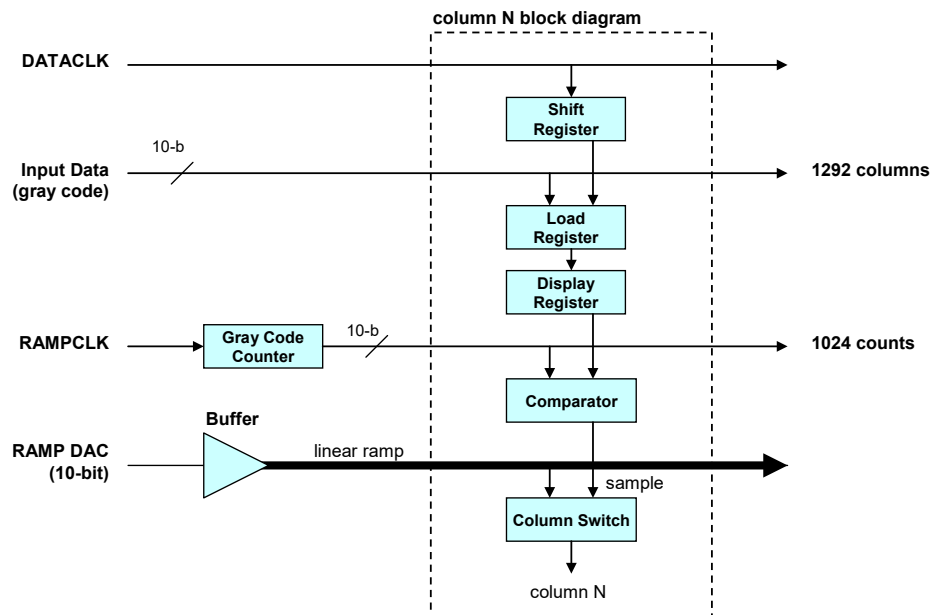 column N block diagram
DATACLK
Shift
Register
10-b
Input Data
(gray code)
1292 columns
Load
Register
Display
Register
RAMPCLK
Gray Code
Counter
10-b
1024 counts
Comparator
Buffer
RAMP DAC
(10-bit)
linear ramp
sample
Column Switch
column N